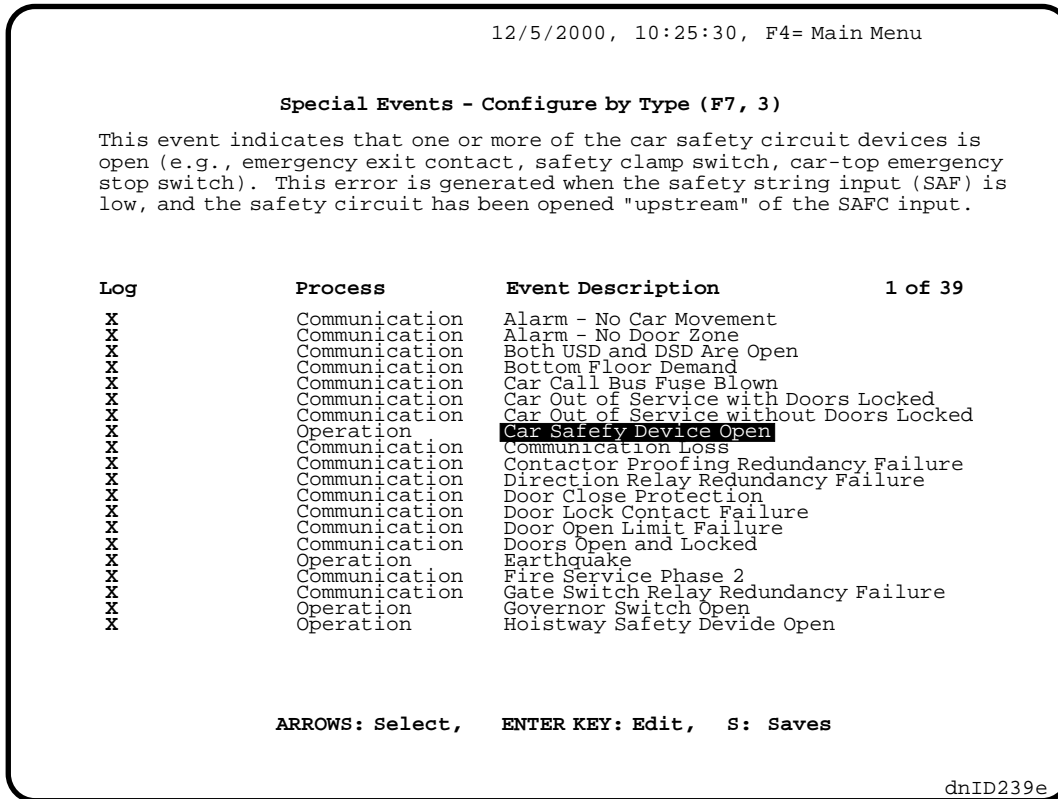 12/5/2000, 10:25:30, F4= Main Menu
Special Events - Configure by Type (F7, 3)
This event indicates that one or more of the car safety circuit devices is
open (e.g., emergency exit contact, safety clamp switch, car-top emergency
stop switch). This error is generated when the safety string input (SAF) is
low, and the safety circuit has been opened "upstream" of the SAFC input.
Log Process Event Description 1 of 39
X Communication Alarm - No Car Movement
X Communication Alarm - No Door Zone
X Communication Both USD and DSD Are Open
X Communication Bottom Floor Demand
X Communication Car Call Bus Fuse Blown
X Communication Car Out of Service with Doors Locked
X Communication Car Out of Service without Doors Locked
X Operation Car Safefy Device Open
X Communication Communication Loss
X Communication Contactor Proofing Redundancy Failure
X Communication Direction Relay Redundancy Failure
X Communication Door Close Protection
X Communication Door Lock Contact Failure
X Communication Door Open Limit Failure
X Communication Doors Open and Locked
X Operation Earthquake
X Communication Fire Service Phase 2
X Communication Gate Switch Relay Redundancy Failure
X Operation Governor Switch Open
X Operation Hoistway Safety Devide Open
ARROWS: Select, ENTER KEY: Edit, S: Saves
dnID239e